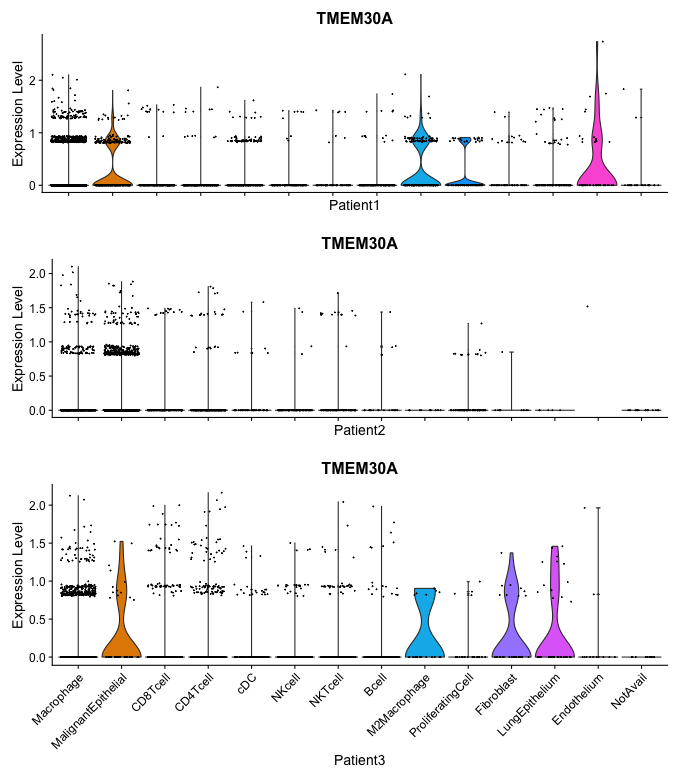 TMEM30A
Expression Level
2
1
0
Patient1
TMEM30A
Expression Level
2.0
1.5
1.0
0.5
0.0
Patient2
TMEM30A
Expression Level
2.0
1.5
1.0
0.5
0.0
Macrophage
MalignantEpithelial
CD8Tcell
CD4Tcell
cDC
NKcell
NKTcell
Bcell
M2Macrophage
ProliferatingCell
Fibroblast
LungEpithelium
Endothelium
NotAvail
Patient3